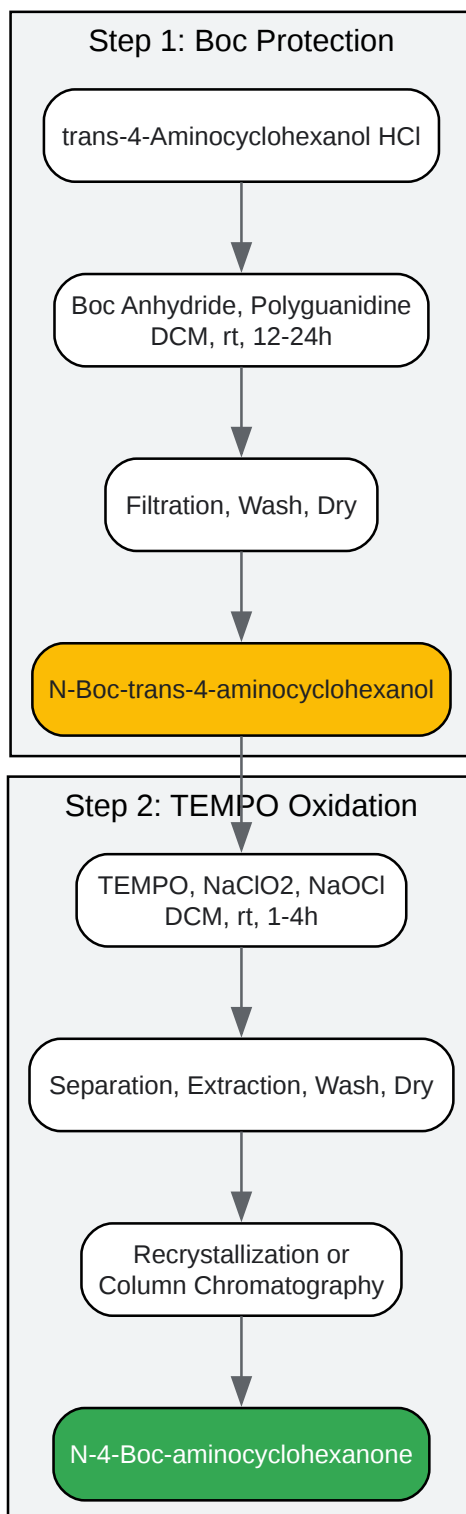 Step 1: Boc Protection
trans-4-Aminocyclohexanol HCl
Boc Anhydride, Polyguanidine
DCM, rt, 12-24h
Filtration, Wash, Dry
N-Boc-trans-4-aminocyclohexanol
Step 2: TEMPO Oxidation
TEMPO, NaClO2, NaOCl
DCM, rt, 1-4h
Separation, Extraction, Wash, Dry
Recrystallization or
Column Chromatography
N-4-Boc-aminocyclohexanone